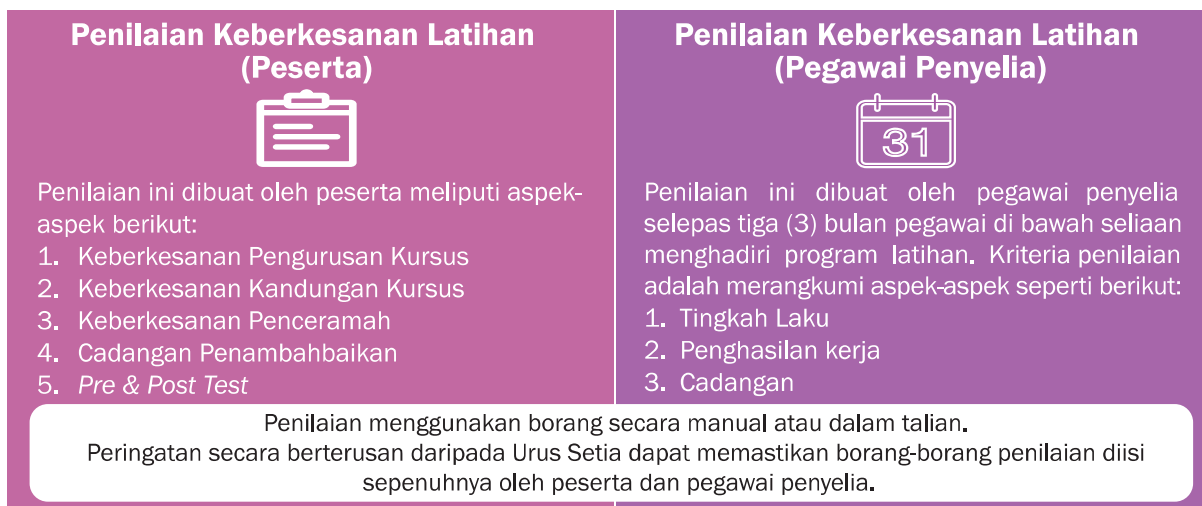 Penilaian Keberkesanan Latihan
(Peserta)
Penilaian ini dibuat oleh peserta meliputi aspek-
aspek berikut:
1. Keberkesanan Pengurusan Kursus
2. Keberkesanan Kandungan Kursus
3. Keberkesanan Penceramah
4. Cadangan Penambahbaikan
5. Pre & Post Test
Penilaian Keberkesanan Latihan
(Pegawai Penyelia)
31
Penilaian ini dibuat oleh pegawai penyelia
selepas tiga (3) bulan pegawai di bawah seliaan
menghadiri program latihan. Kriteria penilaian
adalah merangkumi aspek-aspek seperti berikut:
1. Tingkah Laku
2. Penghasilan kerja
3. Cadangan
Penilaian menggunakan borang secara manual atau dalam talian.
Peringatan secara berterusan daripada Urus Setia dapat memastikan borang-borang penilaian diisi
sepenuhnya oleh peserta dan pegawai penyelia.